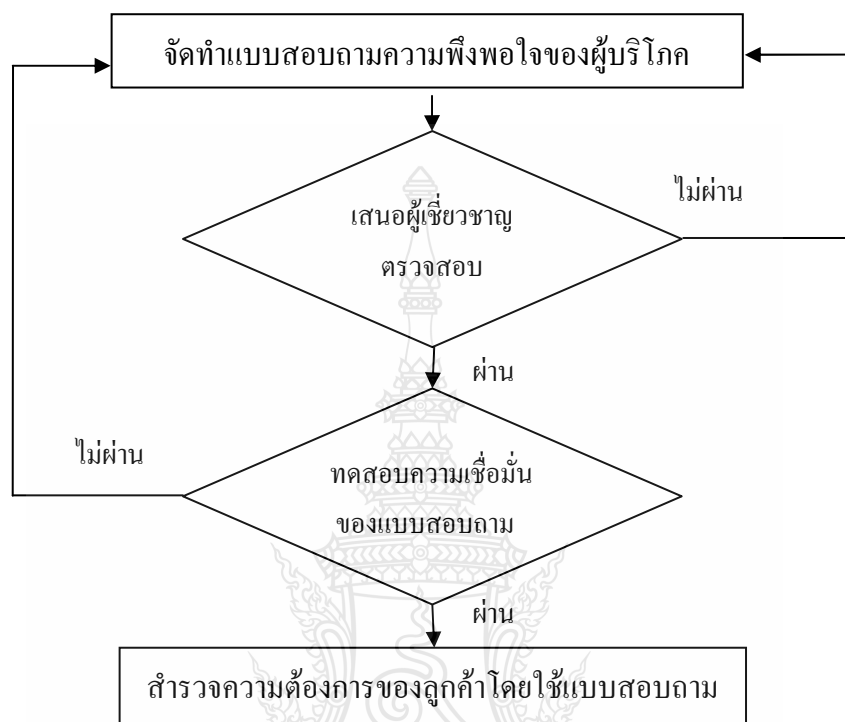 จัดทำแบบสอบถามความพึงพอใจของผู้บริโภค
เสนอผู้เชี่ยวชาญ
ตรวจสอบ
ไม่ผ่าน
ผ่าน
ทดสอบความเชื่อมั่น
ของแบบสอบถาม
ไม่ผ่าน
ผ่าน
สำรวจความต้องการของลูกค้าโดยใช้แบบสอบถาม